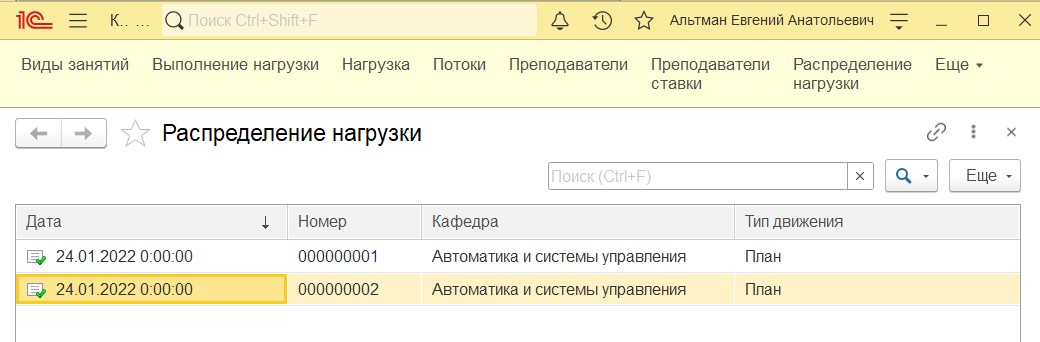 1С К.. ... Поиск Ctrl+Shift+F Альтман Евгений Анатольевич
Виды занятий Выполнение нагрузки Нагрузка Потоки Преподаватели Преподаватели ставки Распределение нагрузки Еще
Распределение нагрузки
Поиск (Ctrl+F) × Еще
Дата ↓ Номер Кафедра Тип движения
24.01.2022 0:00:00 000000001 Автоматика и системы управления План
24.01.2022 0:00:00 000000002 Автоматика и системы управления План